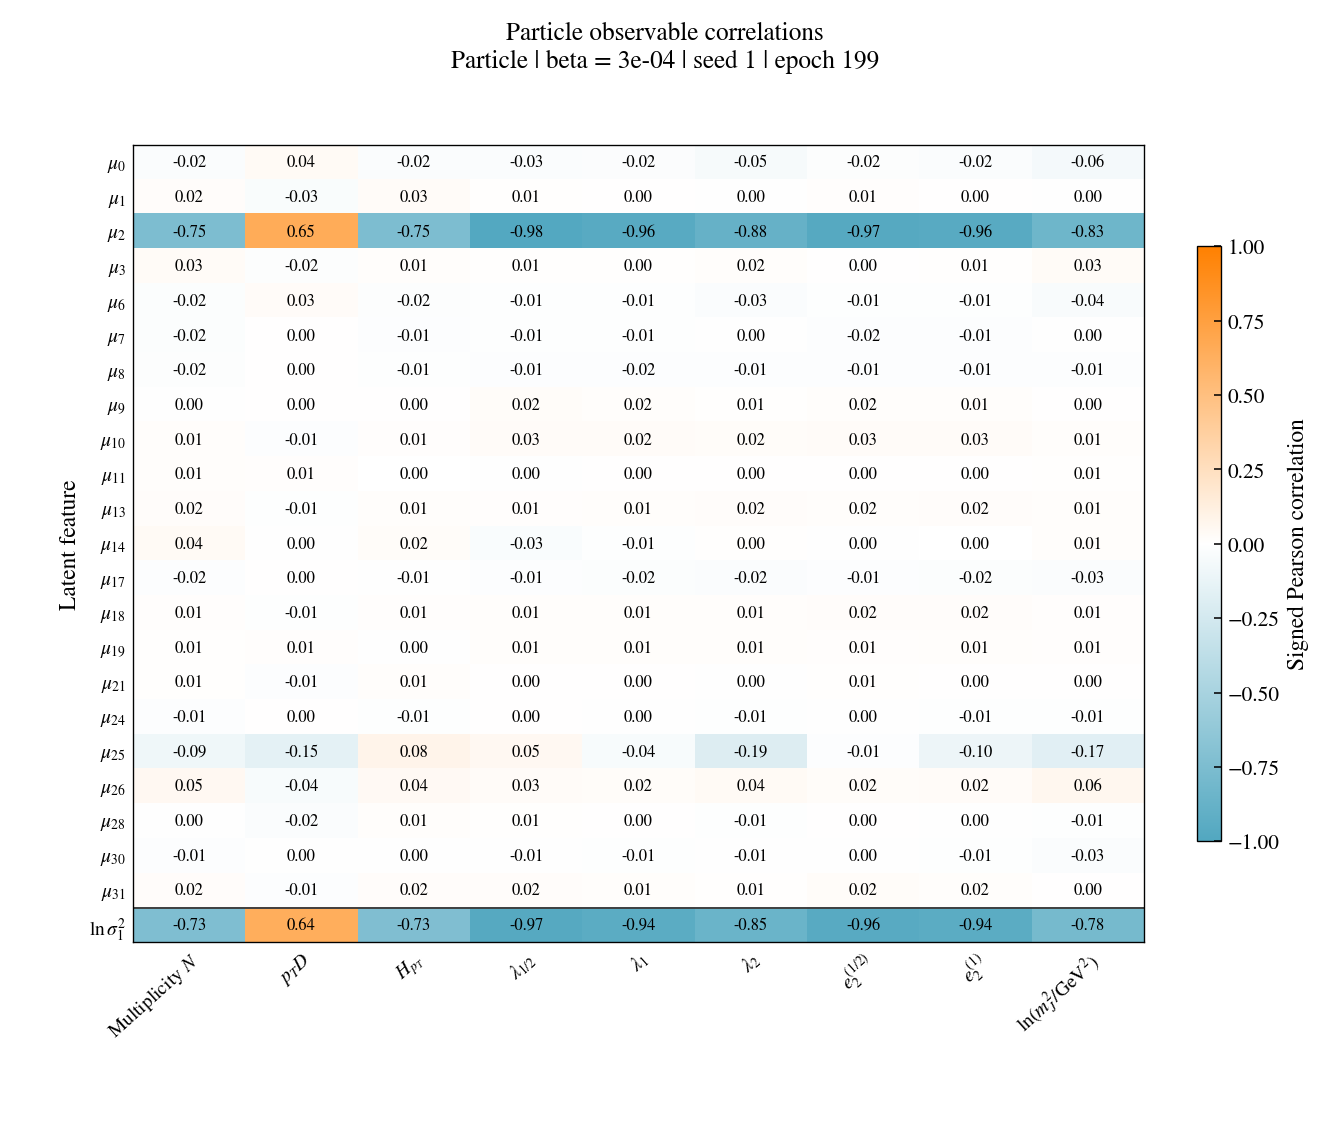 Particle observable correlations
Particle | beta = 3e-04 | seed 1 | epoch 199
μ0 -0.02 0.04 -0.02 -0.03 -0.02 -0.05 -0.02 -0.02 -0.06
μ1 0.02 -0.03 0.03 0.01 0.00 0.00 0.01 0.00 0.00
μ2 -0.75 0.65 -0.75 -0.98 -0.96 -0.88 -0.97 -0.96 -0.83
μ3 0.03 -0.02 0.01 0.01 0.00 0.02 0.00 0.01 0.03
μ6 -0.02 0.03 -0.02 -0.01 -0.01 -0.03 -0.01 -0.01 -0.04
μ7 -0.02 0.00 -0.01 -0.01 -0.01 0.00 -0.02 -0.01 0.00
μ8 -0.02 0.00 -0.01 -0.01 -0.02 -0.01 -0.01 -0.01 -0.01
μ9 0.00 0.00 0.00 0.02 0.02 0.01 0.02 0.01 0.00
μ10 0.01 -0.01 0.01 0.03 0.02 0.02 0.03 0.03 0.01
μ11 0.01 0.01 0.00 0.00 0.00 0.00 0.00 0.00 0.01
μ13 0.02 -0.01 0.01 0.01 0.01 0.02 0.02 0.02 0.01
μ14 0.04 0.00 0.02 -0.03 -0.01 0.00 0.00 0.00 0.01
μ17 -0.02 0.00 -0.01 -0.01 -0.02 -0.02 -0.01 -0.02 -0.03
μ18 0.01 -0.01 0.01 0.01 0.01 0.01 0.02 0.02 0.01
μ19 0.01 0.01 0.00 0.01 0.01 0.01 0.01 0.01 0.01
μ21 0.01 -0.01 0.01 0.00 0.00 0.00 0.01 0.00 0.00
μ24 -0.01 0.00 -0.01 0.00 0.00 -0.01 0.00 -0.01 -0.01
μ25 -0.09 -0.15 0.08 0.05 -0.04 -0.19 -0.01 -0.10 -0.17
μ26 0.05 -0.04 0.04 0.03 0.02 0.04 0.02 0.02 0.06
μ28 0.00 -0.02 0.01 0.01 0.00 -0.01 0.00 0.00 -0.01
μ30 -0.01 0.00 0.00 -0.01 -0.01 -0.01 0.00 -0.01 -0.03
μ31 0.02 -0.01 0.02 0.02 0.01 0.01 0.02 0.02 0.00
ln σ₁² -0.73 0.64 -0.73 -0.97 -0.94 -0.85 -0.96 -0.94 -0.78
Multiplicity N
pTD
HpT
λ1/2
λ1
λ2
e2^(1/2)
e2^(1)
ln(mJ²/GeV²)
Latent feature
1.00
0.75
0.50
0.25
0.00
−0.25
−0.50
−0.75
−1.00
Signed Pearson correlation